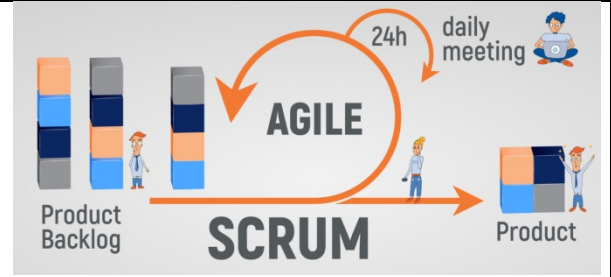 24h
daily
meeting
AGILE
Product
Backlog
SCRUM
Product